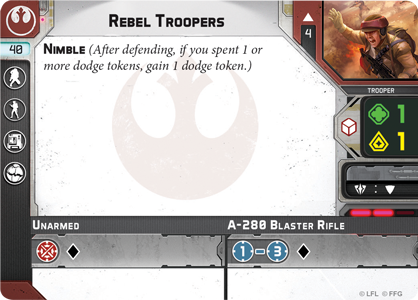 Rebel Troopers
40
4
Nimble (After defending, if you spent 1 or
more dodge tokens, gain 1 dodge token.)
TROOPER
1
1
:
Unarmed
A-280 Blaster Rifle
1 – 3
© LFL © FFG